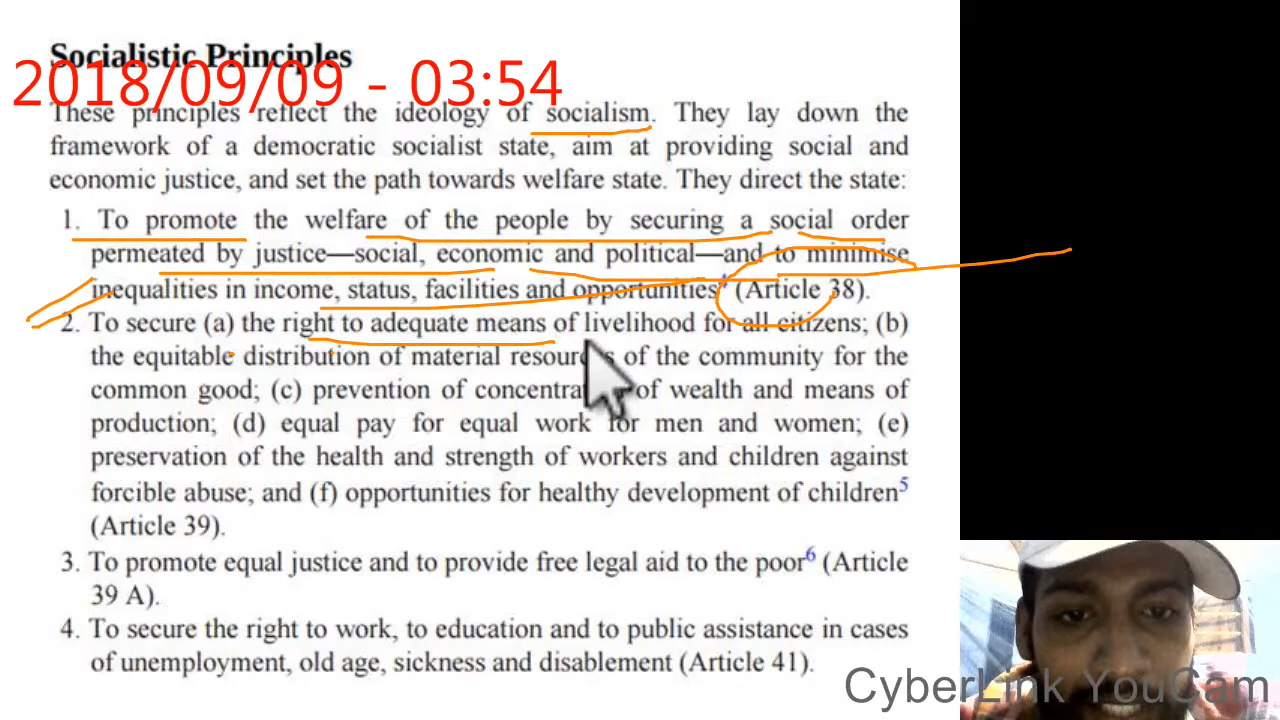 Socialistic Principles
2018/09/09 - 03:54
These principles reflect the ideology of socialism. They lay down the
framework of a democratic socialist state, aim at providing social and
economic justice, and set the path towards welfare state. They direct the state:
1. To promote the welfare of the people by securing a social order
permeated by justice—social, economic and political—and to minimise
inequalities in income, status, facilities and opportunities4 (Article 38).
2. To secure (a) the right to adequate means of livelihood for all citizens; (b)
the equitable distribution of material resources of the community for the
common good; (c) prevention of concentra of wealth and means of
production; (d) equal pay for equal work for men and women; (e)
preservation of the health and strength of workers and children against
forcible abuse; and (f) opportunities for healthy development of children5
(Article 39).
3. To promote equal justice and to provide free legal aid to the poor6 (Article
39 A).
4. To secure the right to work, to education and to public assistance in cases
of unemployment, old age, sickness and disablement (Article 41).
CyberLink YouCam